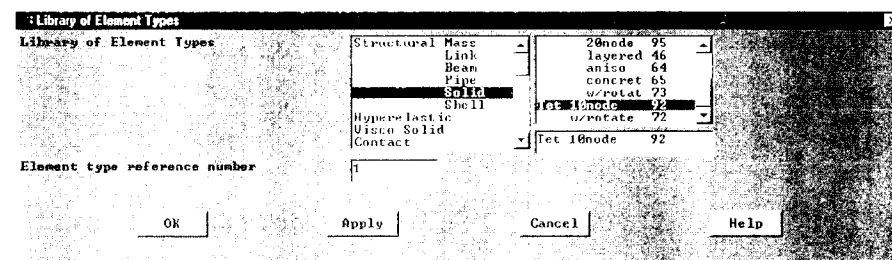 Library of Element Types
Library of Element Types
Structural Mass
Link
Beam
Pipe
Solid
Shell
Hyperelastic
Visco Solid
Contact
20node 95
layered 46
aniso 64
concret 65
w/rotat 73
Tet 10node 92
w/rotate 72
Tet 10node 92
Element type reference number
1
OK
Apply
Cancel
Help